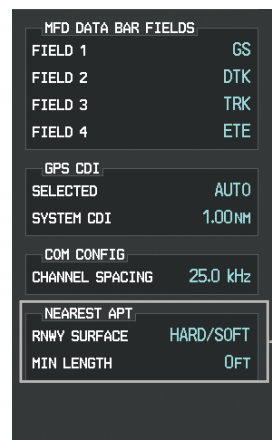 MFD DATA BAR FIELDS
FIELD 1 GS
FIELD 2 DTK
FIELD 3 TRK
FIELD 4 ETE
GPS CDI
SELECTED AUTO
SYSTEM CDI 1.00NM
COM CONFIG
CHANNEL SPACING 25.0 kHz
NEAREST APT
RNWY SURFACE HARD/SOFT
MIN LENGTH 0FT